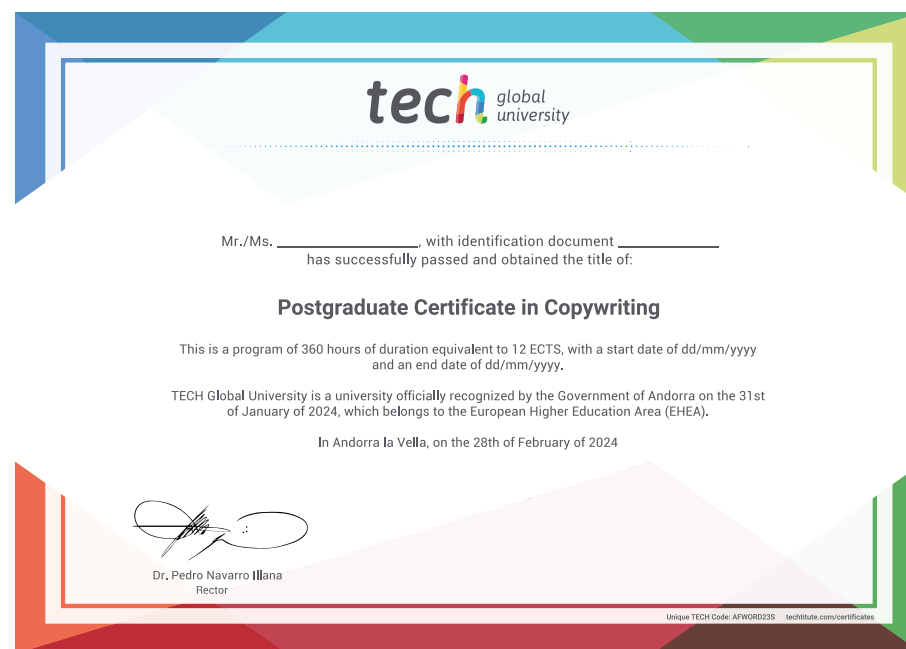 tech global university
Mr./Ms. ____________________, with identification document ______________
has successfully passed and obtained the title of:
Postgraduate Certificate in Copywriting
This is a program of 360 hours of duration equivalent to 12 ECTS, with a start date of dd/mm/yyyy
and an end date of dd/mm/yyyy.
TECH Global University is a university officially recognized by the Government of Andorra on the 31st
of January of 2024, which belongs to the European Higher Education Area (EHEA).
In Andorra la Vella, on the 28th of February of 2024
Dr. Pedro Navarro Illana
Rector
Unique TECH Code: AFWORD23S techtitute.com/certificates